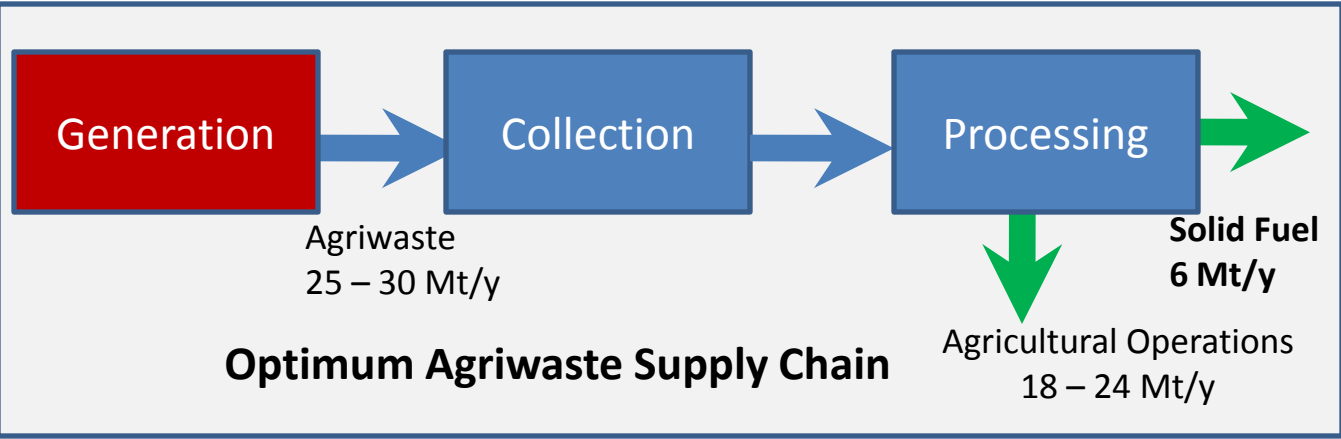 Generation
Collection
Processing
Agriwaste
25 – 30 Mt/y
Solid Fuel
6 Mt/y
Agricultural Operations
18 – 24 Mt/y
Optimum Agriwaste Supply Chain